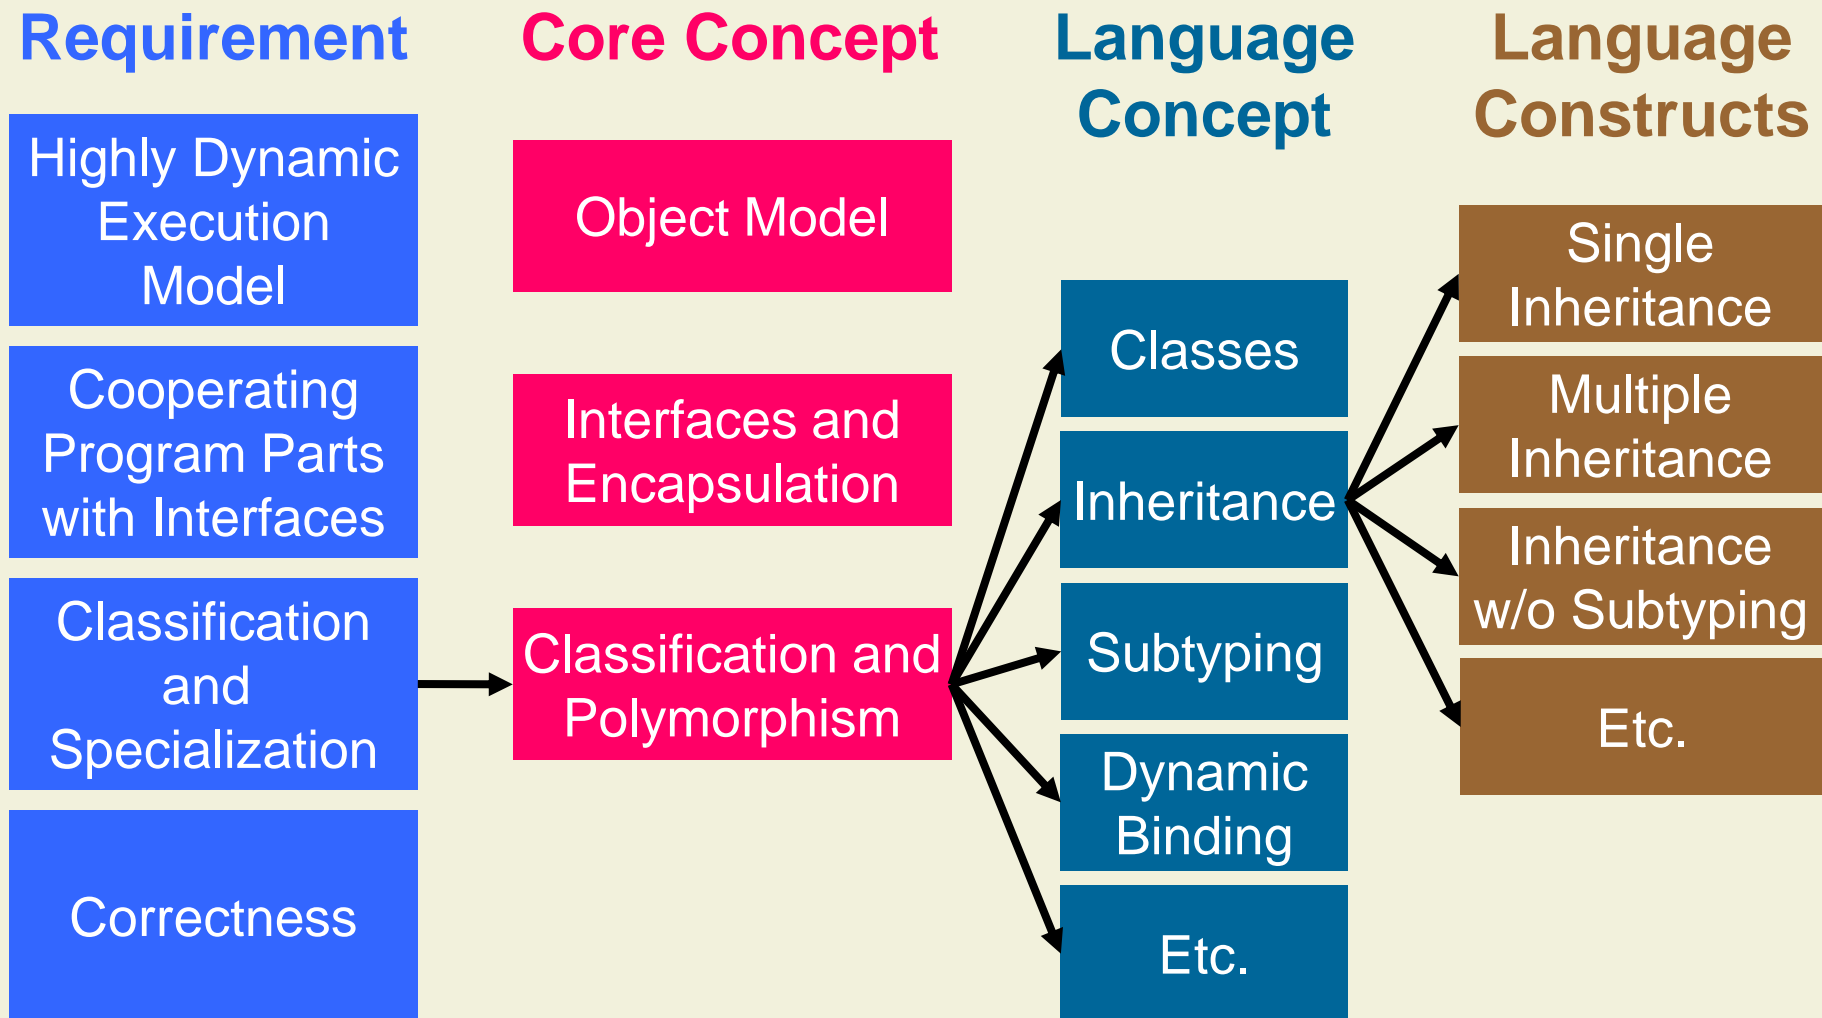 Requirement
Core Concept
Language
Concept
Language
Constructs
Highly Dynamic
Execution
Model
Cooperating
Program Parts
with Interfaces
Classification
and
Specialization
Correctness
Object Model
Interfaces and
Encapsulation
Classification and
Polymorphism
Classes
Inheritance
Subtyping
Dynamic
Binding
Etc.
Single
Inheritance
Multiple
Inheritance
Inheritance
w/o Subtyping
Etc.